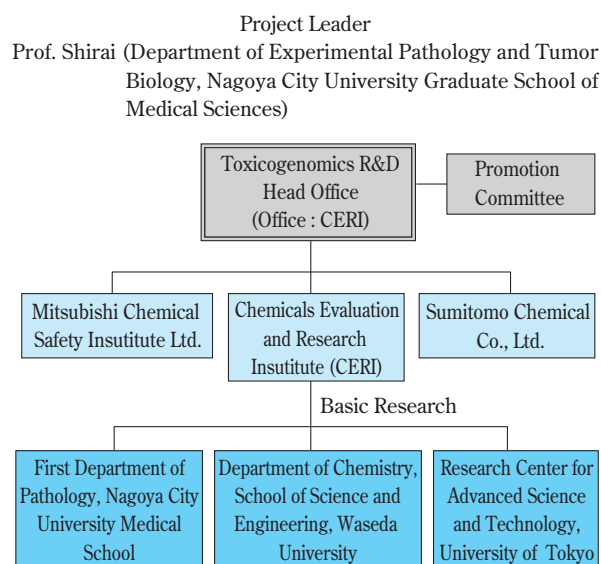 Project Leader
Prof. Shirai (Department of Experimental Pathology and Tumor
Biology, Nagoya City University Graduate School of
Medical Sciences)
Toxicogenomics R&D
Head Office
(Office : CERI)
Promotion
Committee
Mitsubishi Chemical
Safety Insutitute Ltd.
Chemicals Evaluation
and Research
Insutitute (CERI)
Sumitomo Chemical
Co., Ltd.
Basic Research
First Department of
Pathology, Nagoya City
University Medical
School
Department of Chemistry,
School of Science and
Engineering, Waseda
University
Research Center for
Advanced Science
and Technology,
University of Tokyo